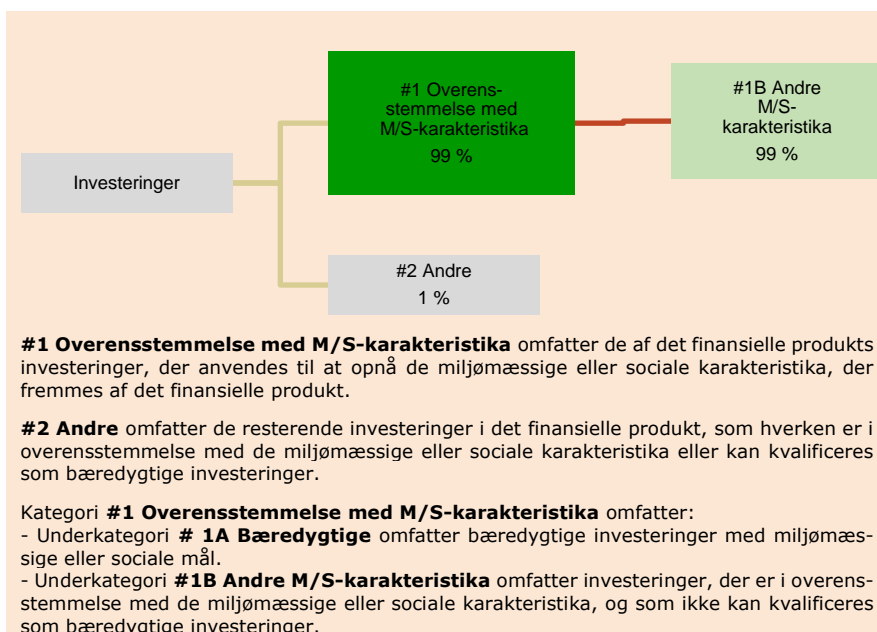 #1 Overens-
stemmelse med
M/S-karakteristika
99 %
#1B Andre
M/S-
karakteristika
99 %
Investeringer
#2 Andre
1 %
#1 Overensstemmelse med M/S-karakteristika omfatter de af det finansielle produkts
investeringer, der anvendes til at opnå de miljømæssige eller sociale karakteristika, der
fremmes af det finansielle produkt.
#2 Andre omfatter de resterende investeringer i det finansielle produkt, som hverken er i
overensstemmelse med de miljømæssige eller sociale karakteristika eller kan kvalificeres
som bæredygtige investeringer.
Kategori #1 Overensstemmelse med M/S-karakteristika omfatter:
- Underkategori # 1A Bæredygtige omfatter bæredygtige investeringer med miljømæs-
sige eller sociale mål.
- Underkategori #1B Andre M/S-karakteristika omfatter investeringer, der er i overens-
stemmelse med de miljømæssige eller sociale karakteristika, og som ikke kan kvalificeres
som bæredygtige investeringer.